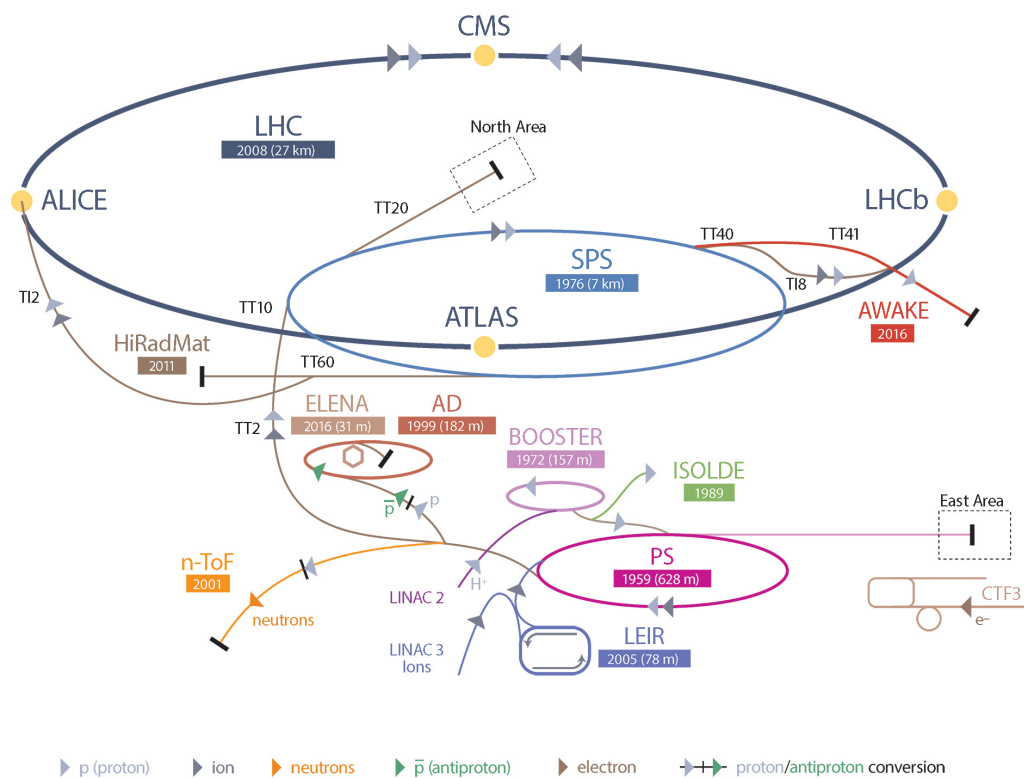 CMS
LHC
2008 (27 km)
North Area
ALICE
LHCb
TT20
TT40
TT41
SPS
1976 (7 km)
TI2
TT10
TI8
ATLAS
AWAKE
2016
HiRadMat
2011
TT60
ELENA
2016 (31 m)
AD
1999 (182 m)
TT2
BOOSTER
1972 (157 m)
ISOLDE
1989
p̅
p
East Area
n-ToF
2001
PS
1959 (628 m)
H⁺
LINAC 2
CTF3
e⁻
neutrons
LINAC 3
Ions
LEIR
2005 (78 m)
p (proton)
ion
neutrons
p̅ (antiproton)
electron
proton/antiproton conversion